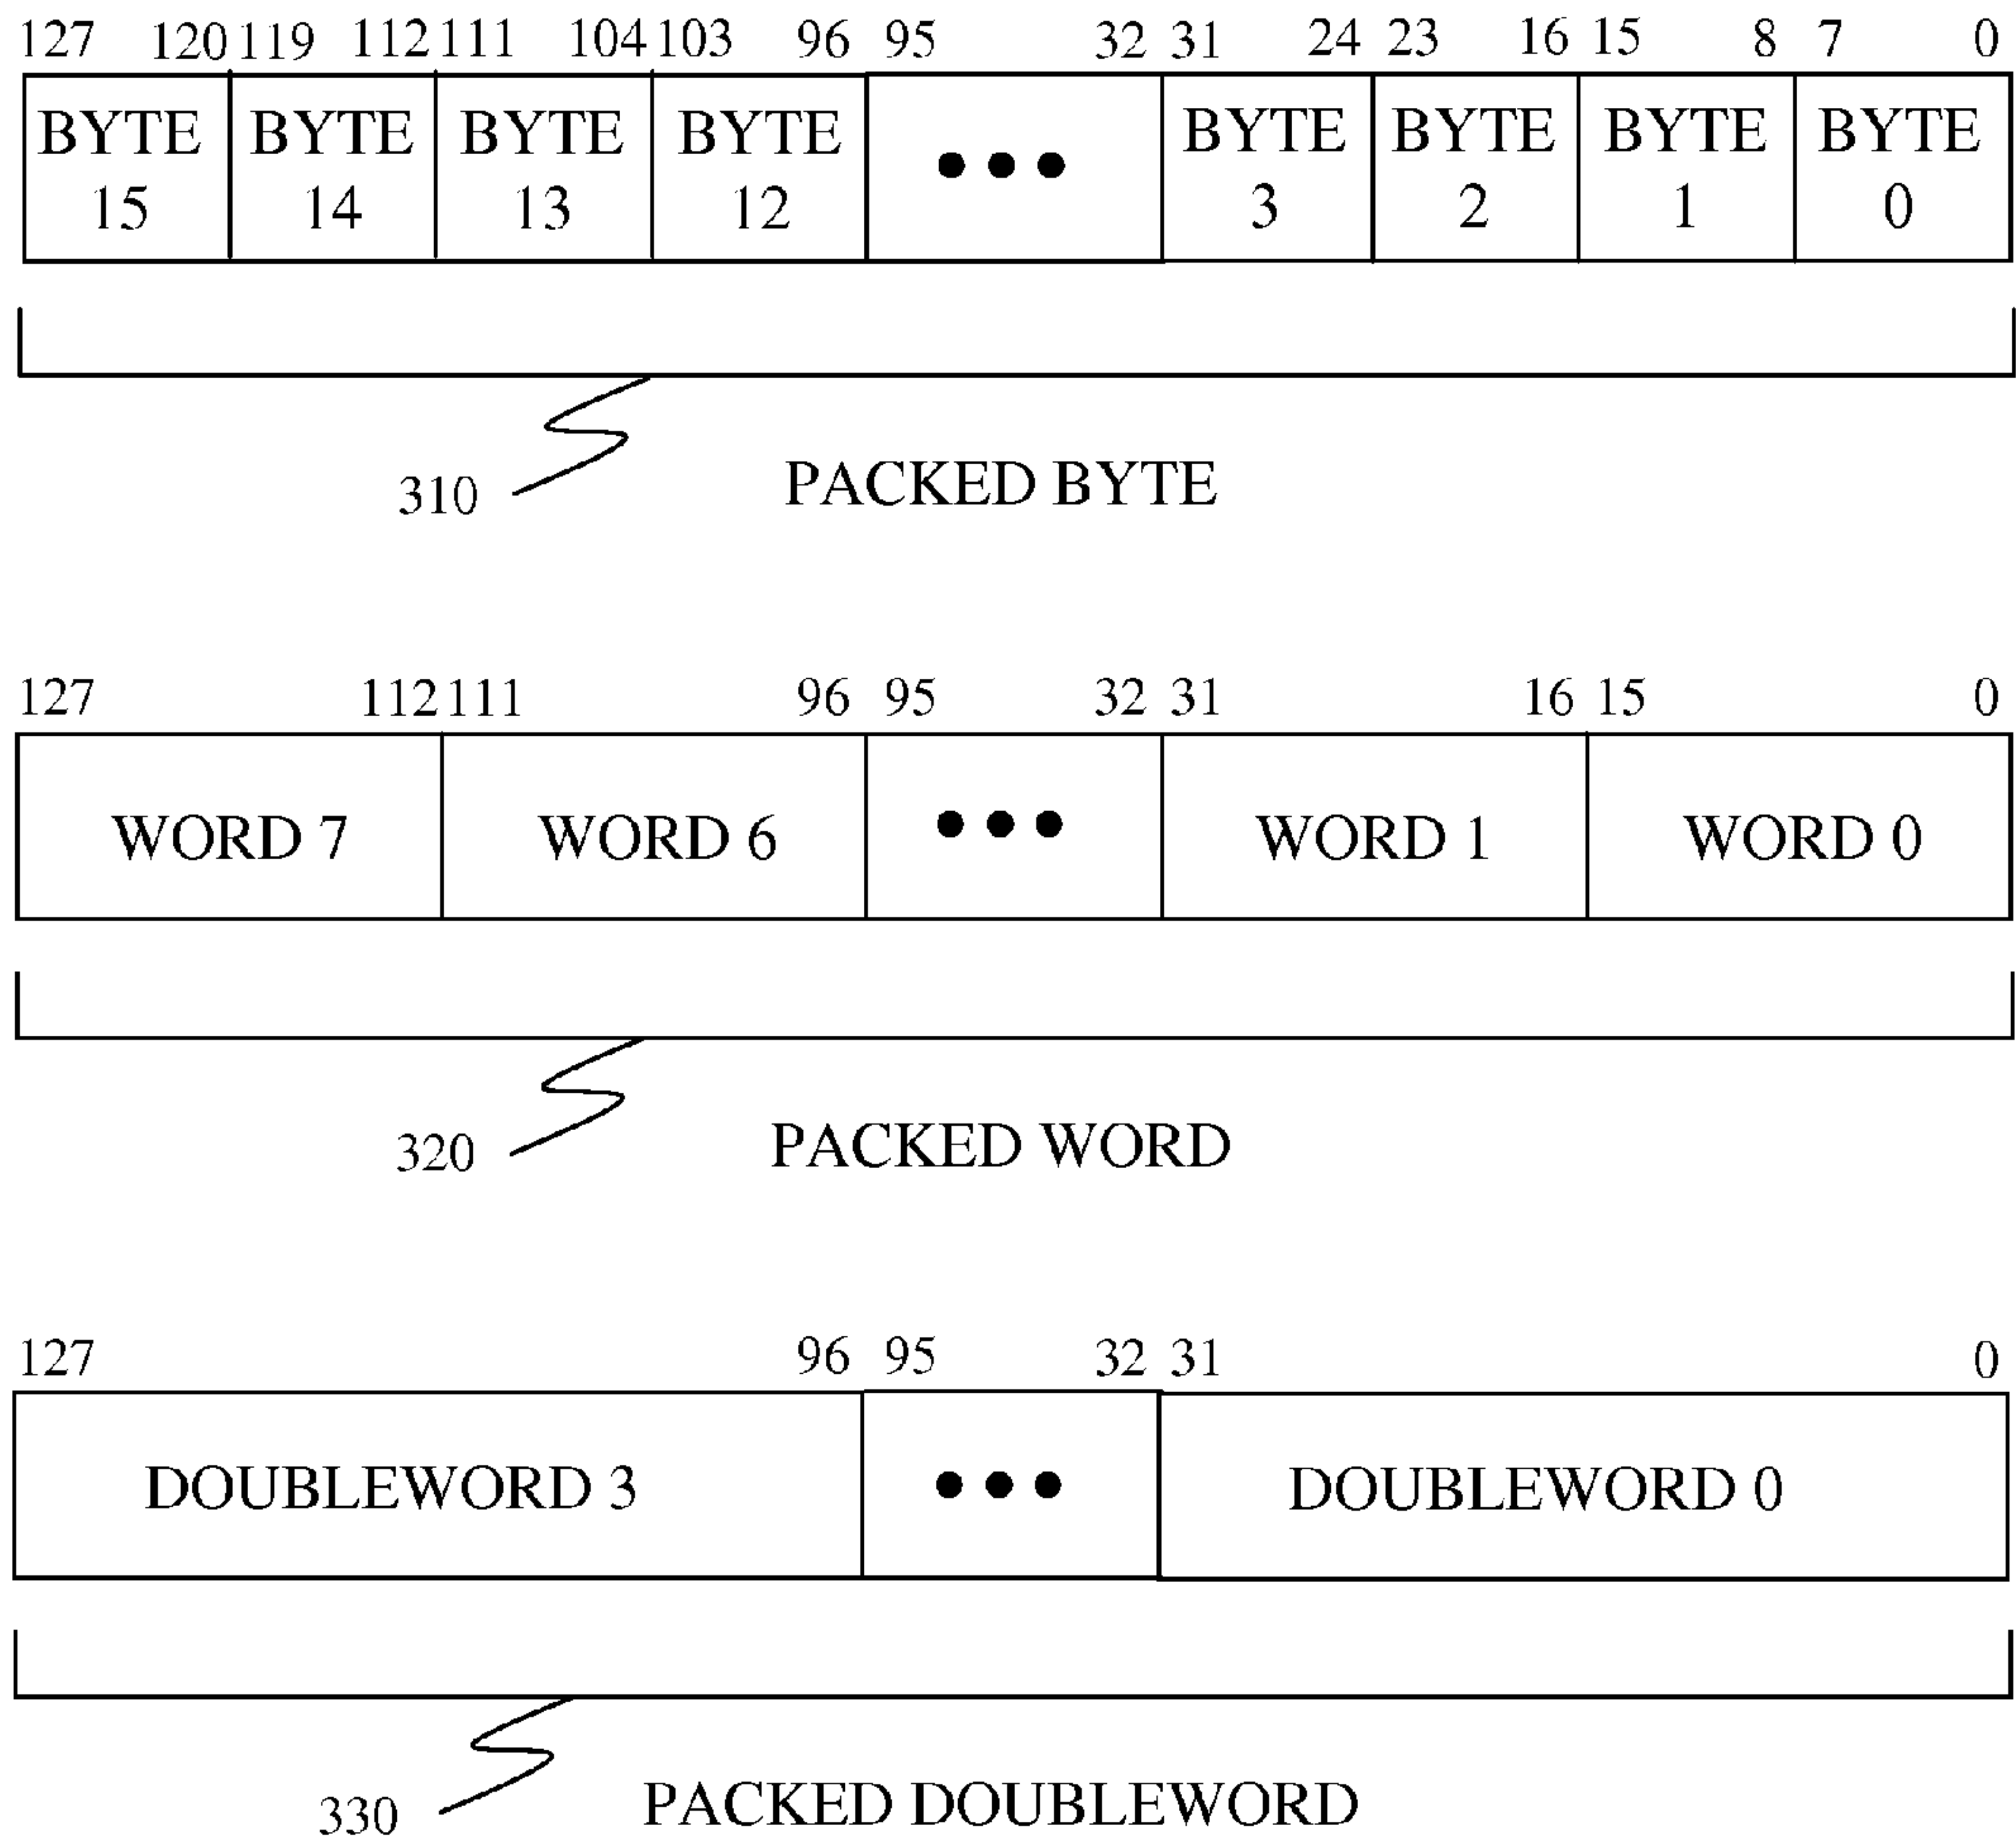 127 120 119 112 111 104 103 96 95 32 31 24 23 16 15 8 7 0
BYTE BYTE BYTE BYTE BYTE BYTE BYTE BYTE
15 14 13 12 3 2 1 0
310 PACKED BYTE
127 112 111 96 95 32 31 16 15 0
WORD 7 WORD 6 WORD 1 WORD 0
320 PACKED WORD
127 96 95 32 31 0
DOUBLEWORD 3 DOUBLEWORD 0
330 PACKED DOUBLEWORD